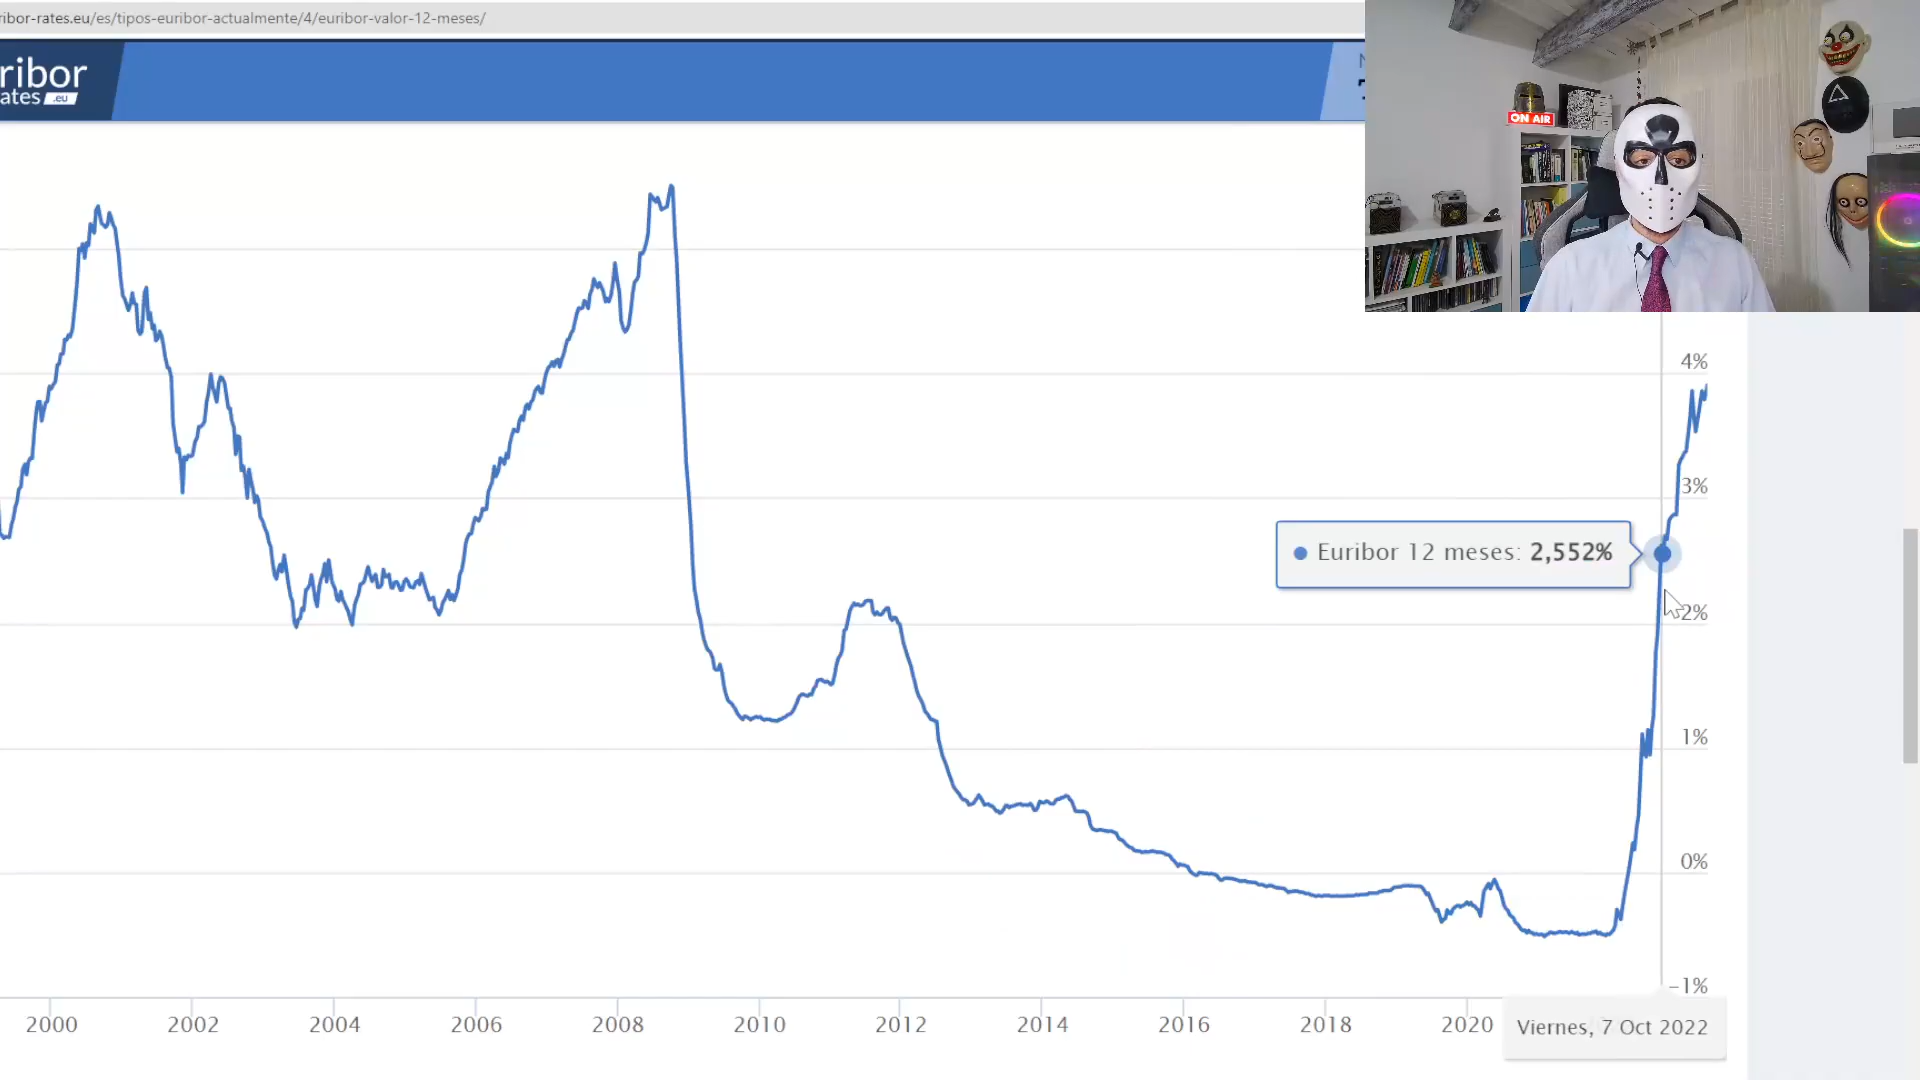 ribor-rates.eu/es/tipos-euribor-actualmente/4/euribor-valor-12-meses/
ribor
ates .eu
ON AIR
4%
3%
Euribor 12 meses: 2,552%
2%
1%
0%
-1%
2000 2002 2004 2006 2008 2010 2012 2014 2016 2018 2020
Viernes, 7 Oct 2022